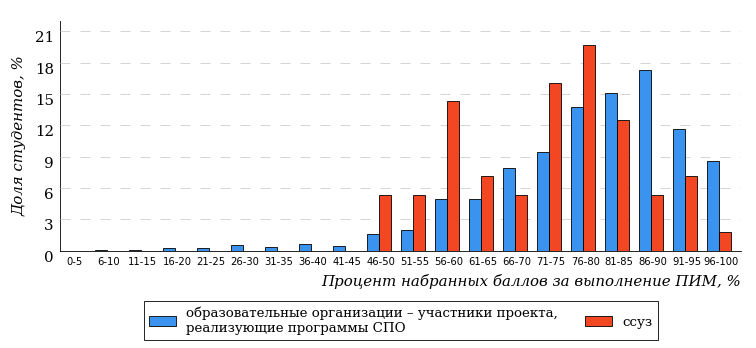 Доля студентов, %
21
18
15
12
9
6
3
0
0-5 6-10 11-15 16-20 21-25 26-30 31-35 36-40 41-45 46-50 51-55 56-60 61-65 66-70 71-75 76-80 81-85 86-90 91-95 96-100
Процент набранных баллов за выполнение ПИМ, %
образовательные организации – участники проекта,
реализующие программы СПО
ссуз